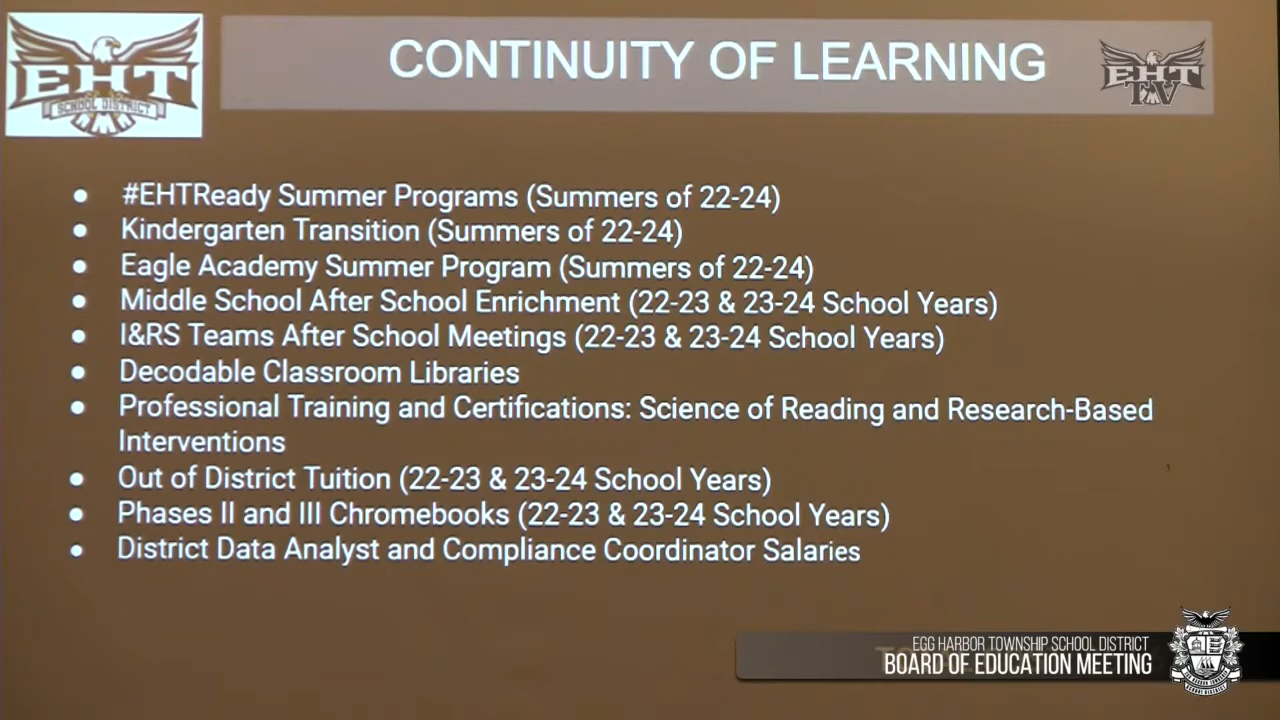 EHT
SCHOOL DISTRICT
CONTINUITY OF LEARNING
EHT
TV
● #EHTReady Summer Programs (Summers of 22-24)
● Kindergarten Transition (Summers of 22-24)
● Eagle Academy Summer Program (Summers of 22-24)
● Middle School After School Enrichment (22-23 & 23-24 School Years)
● I&RS Teams After School Meetings (22-23 & 23-24 School Years)
● Decodable Classroom Libraries
● Professional Training and Certifications: Science of Reading and Research-Based
Interventions
● Out of District Tuition (22-23 & 23-24 School Years)
● Phases II and III Chromebooks (22-23 & 23-24 School Years)
● District Data Analyst and Compliance Coordinator Salaries
EGG HARBOR TOWNSHIP SCHOOL DISTRICT
BOARD OF EDUCATION MEETING